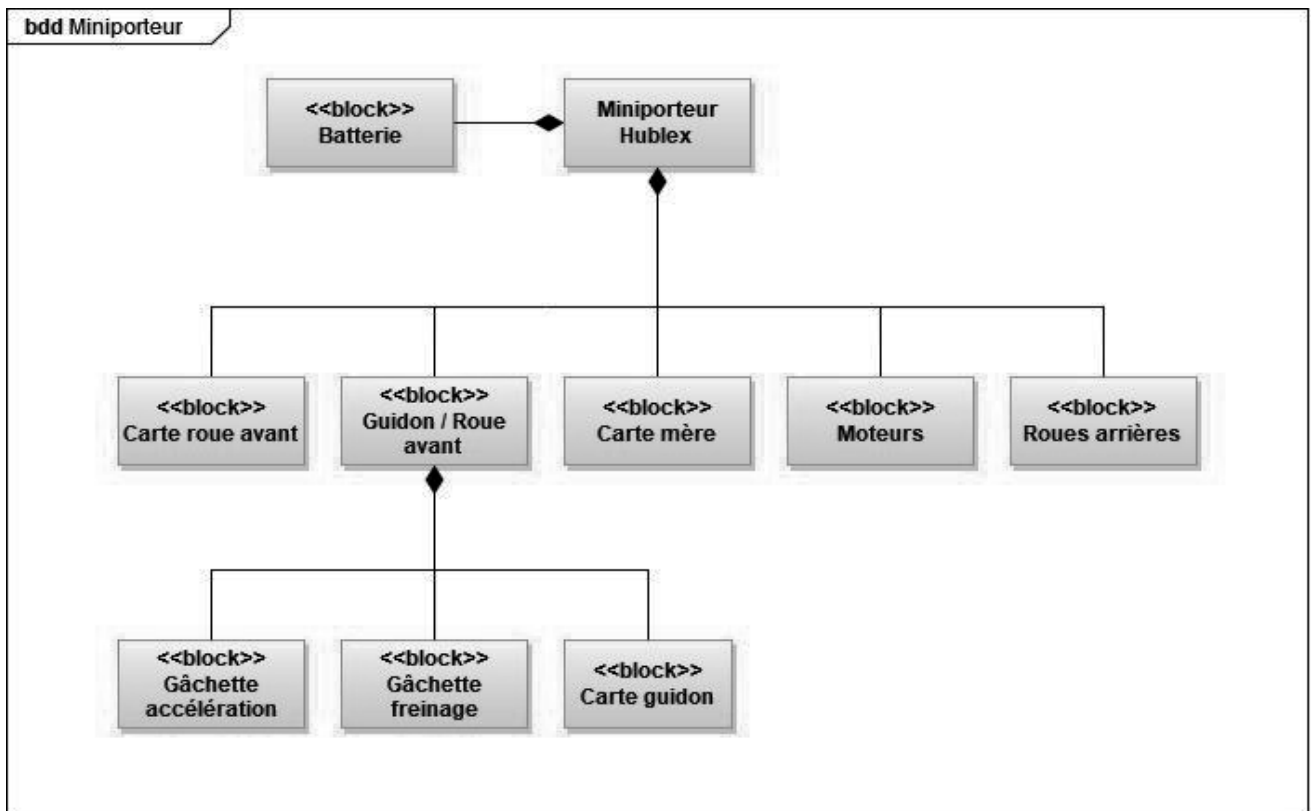 bdd Miniporteur
<<block>>
Batterie
Miniporteur
Hublex
<<block>>
Carte roue avant
<<block>>
Guidon / Roue
avant
<<block>>
Carte mère
<<block>>
Moteurs
<<block>>
Roues arrières
<<block>>
Gâchette
accélération
<<block>>
Gâchette
freinage
<<block>>
Carte guidon